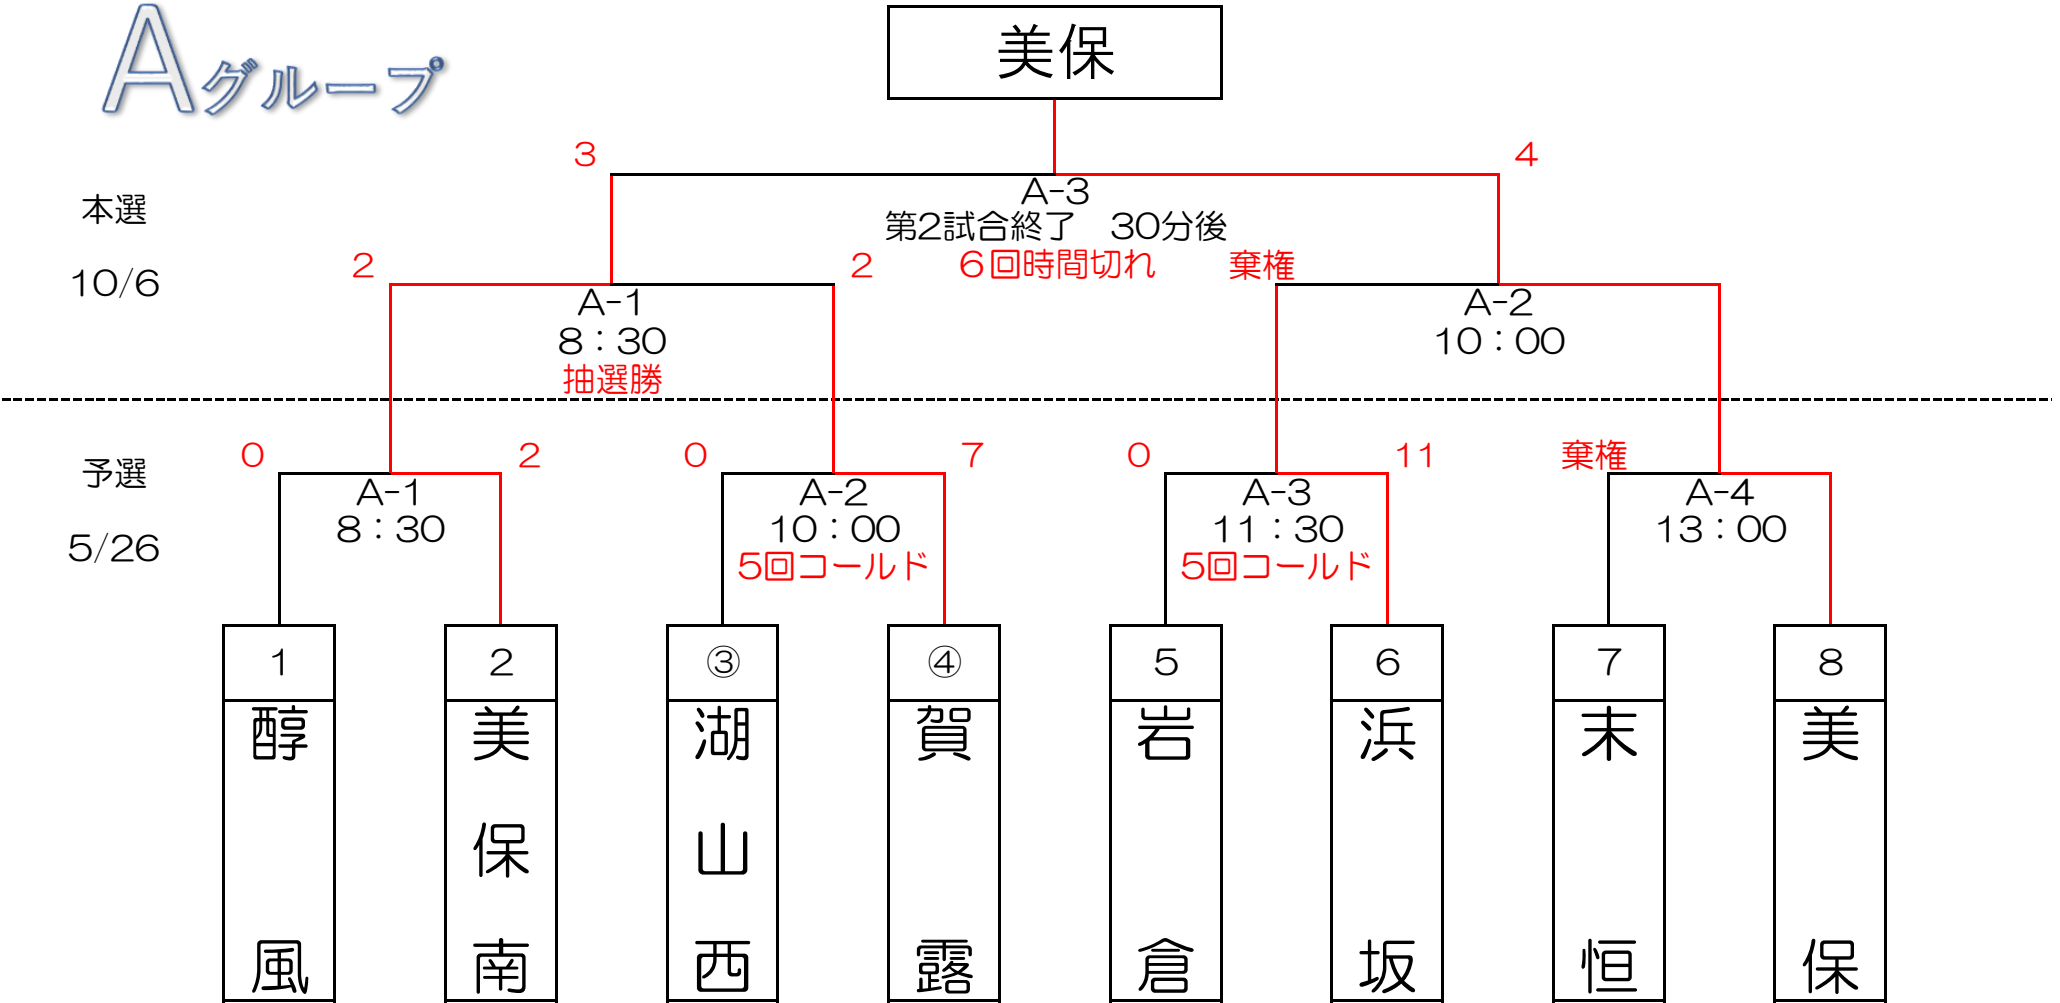 Aグループ
美保
3 4
A-3
本選
第2試合終了　30分後
2 2 6回時間切れ 棄権
10/6
A-1 A-2
8：30 10：00
抽選勝
0 2 0 7 0 11 棄権
予選
A-1 A-2 A-3 A-4
8：30 10：00 11：30 13：00
5/26
5回コールド 5回コールド
1 2 ③ ④ 5 6 7 8
醇風
美保南
湖山西
賀露
岩倉
浜坂
末恒
美保